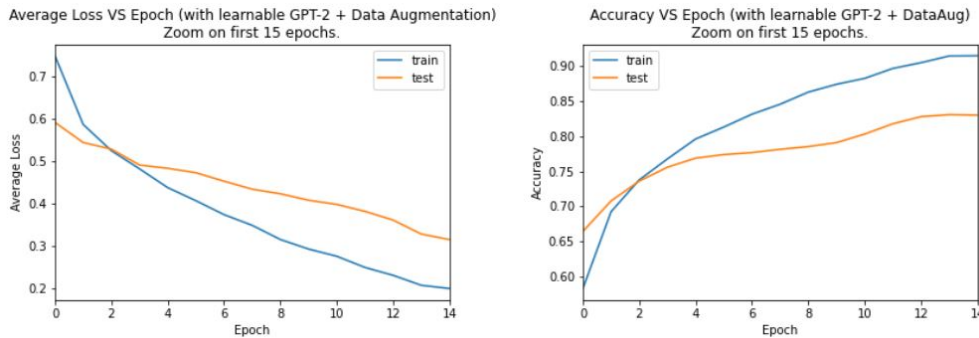 Average Loss VS Epoch (with learnable GPT-2 + Data Augmentation)
Zoom on first 15 epochs.
train
test
0.7
0.6
0.5
0.4
0.3
0.2
Average Loss
0 2 4 6 8 10 12 14
Epoch
Accuracy VS Epoch (with learnable GPT-2 + DataAug)
Zoom on first 15 epochs.
train
test
0.90
0.85
0.80
0.75
0.70
0.65
0.60
Accuracy
0 2 4 6 8 10 12 14
Epoch